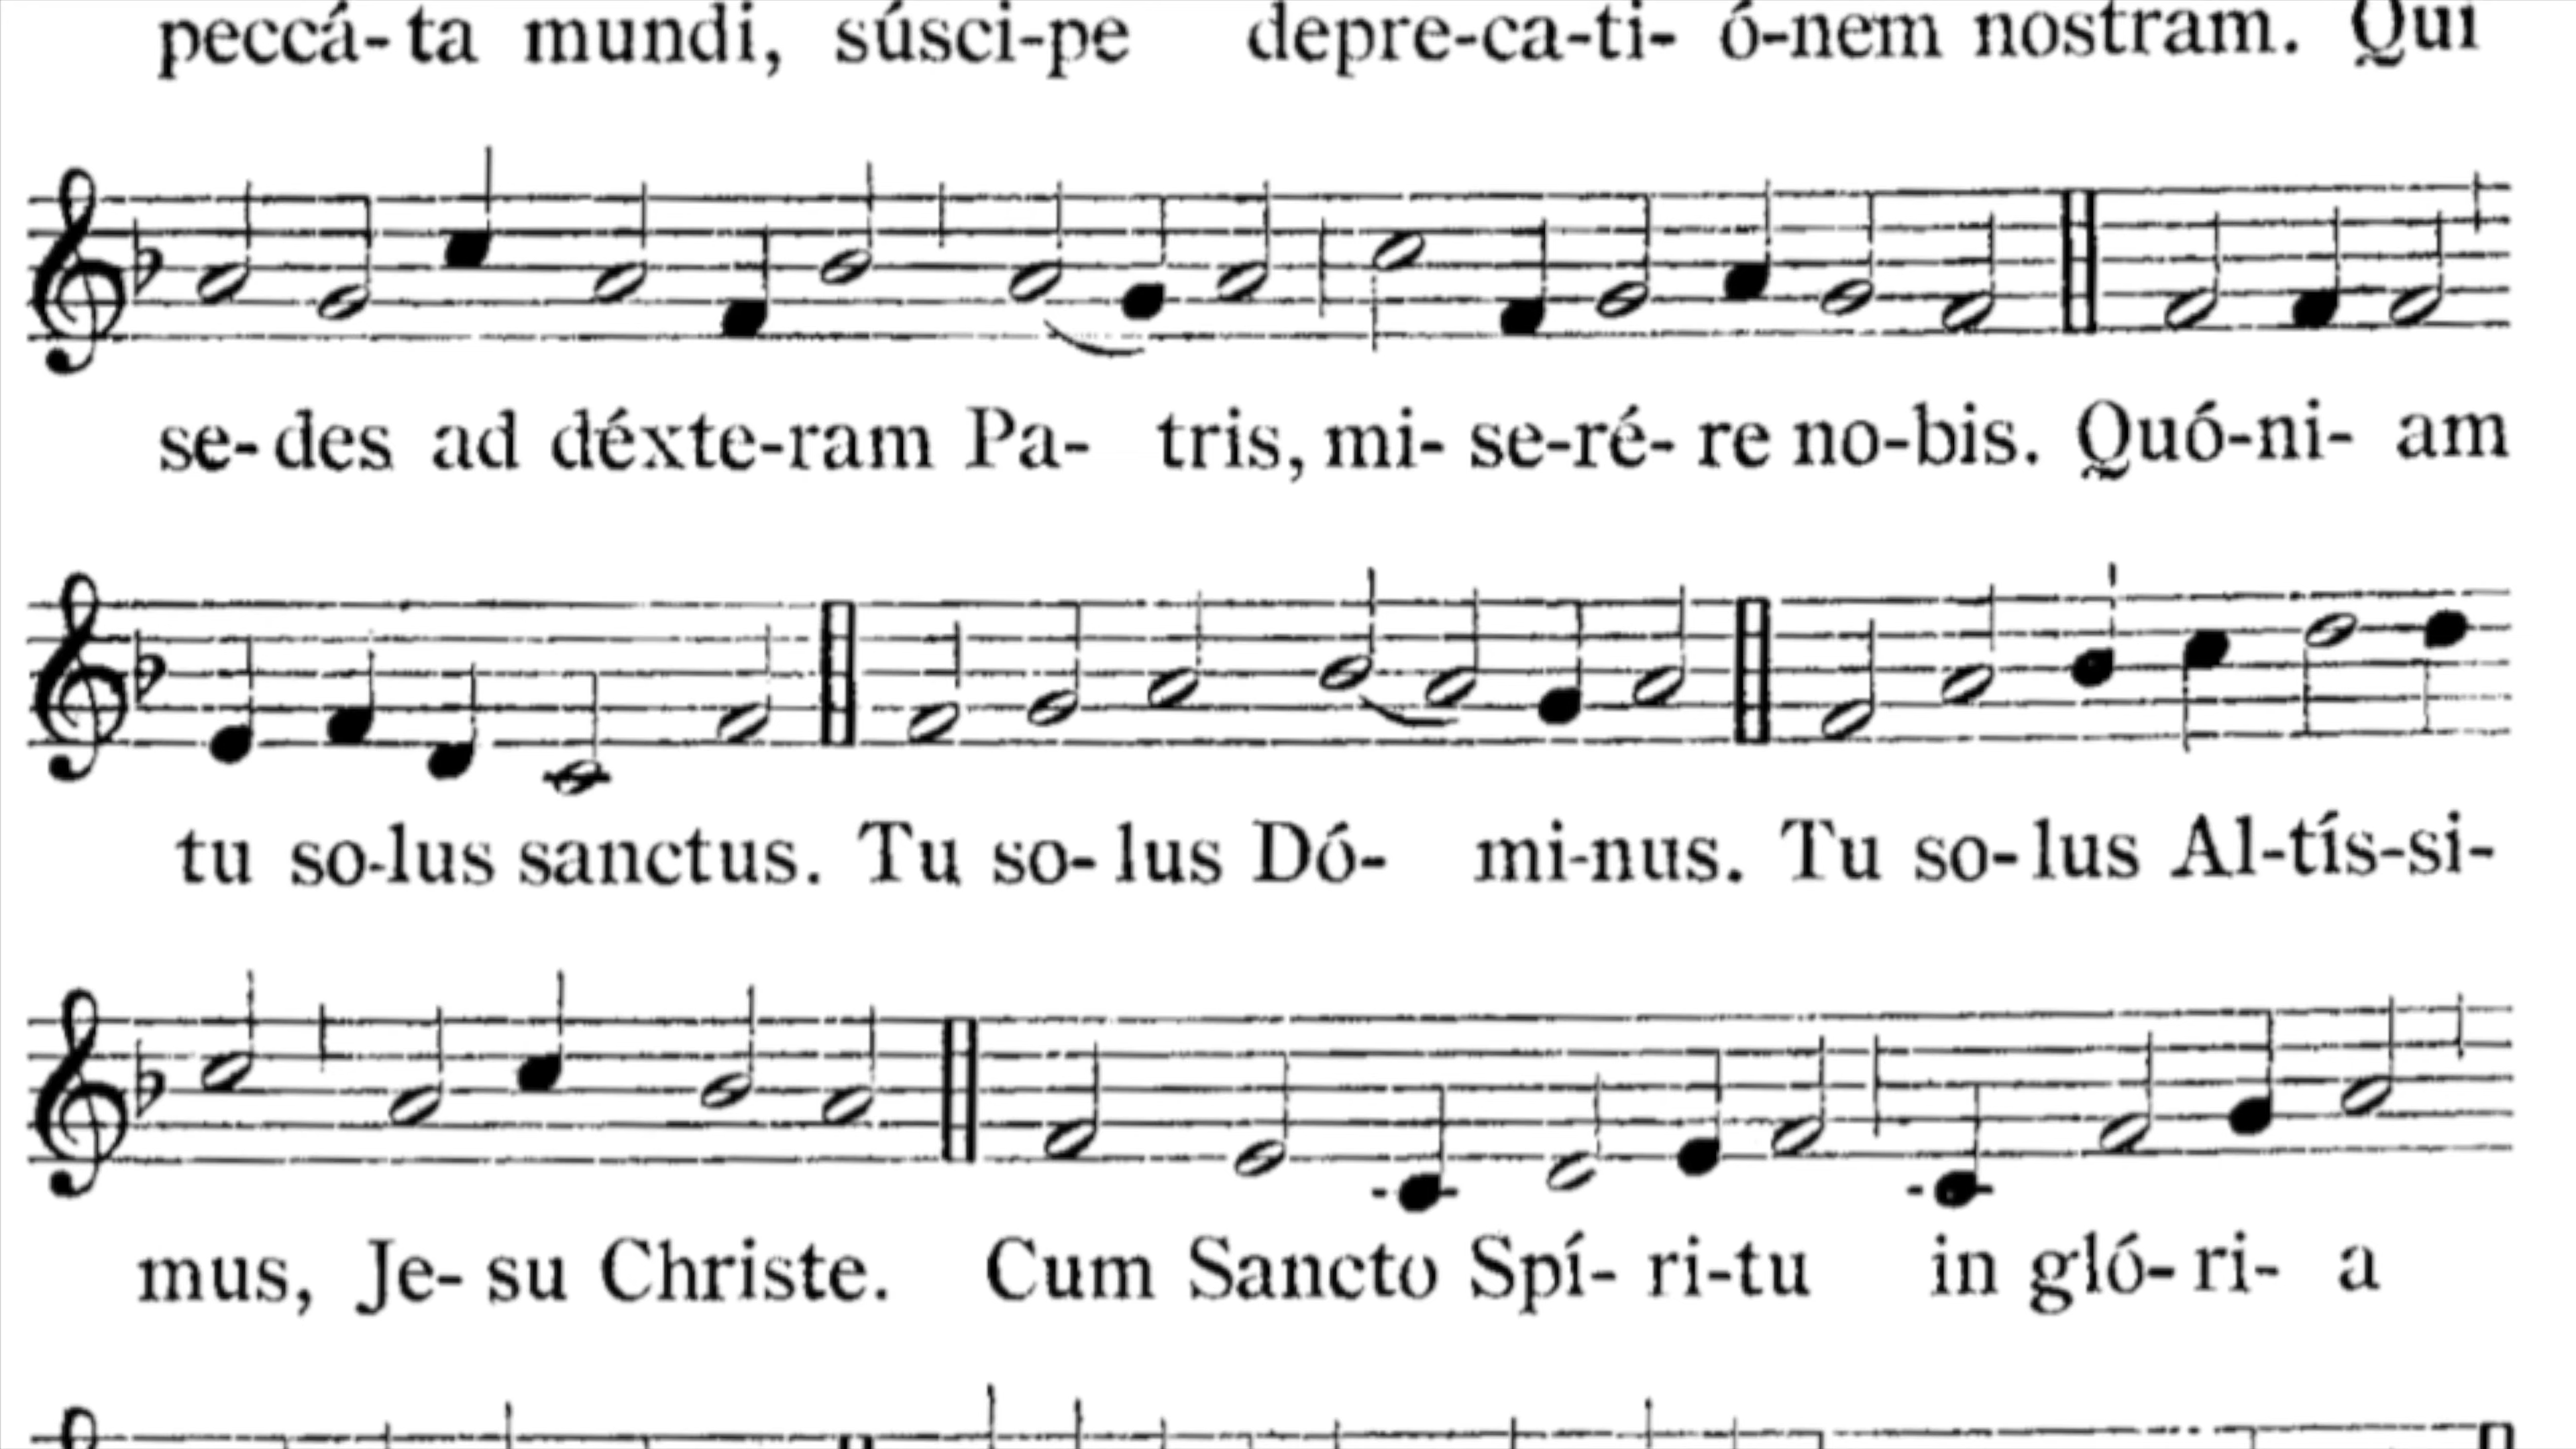 peccá-ta mundi, súsci-pe depre-ca-ti- ó-nem nostram. Qui
se-des ad déxte-ram Pa- tris, mi- se-ré- re no-bis. Quó-ni- am
tu so-lus sanctus. Tu so- lus Dó- mi-nus. Tu so- lus Al-tís-si-
mus, Je- su Christe. Cum Sancto Spí- ri-tu in gló- ri- a